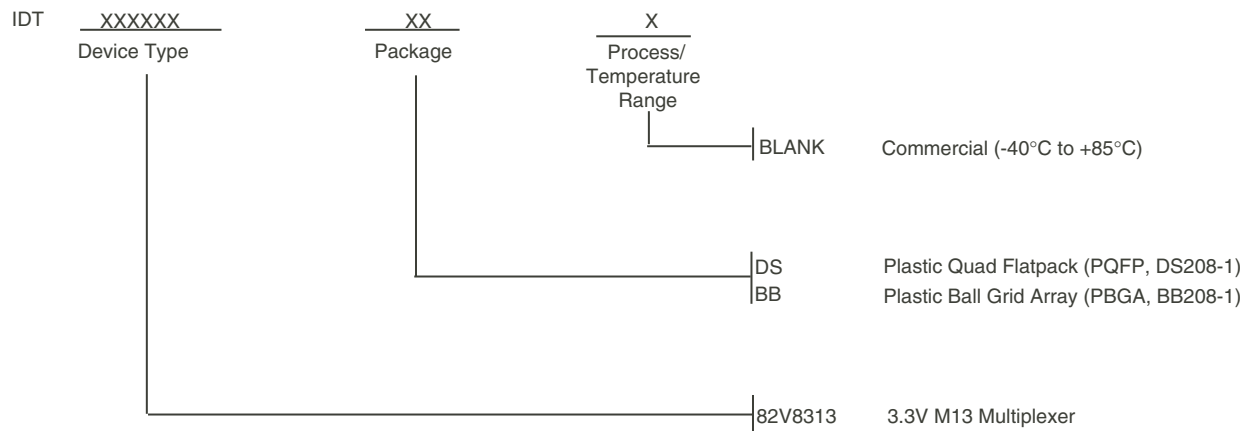 IDT XXXXXX XX X
Device Type Package Process/
Temperature
Range
BLANK Commercial (-40°C to +85°C)
DS Plastic Quad Flatpack (PQFP, DS208-1)
BB Plastic Ball Grid Array (PBGA, BB208-1)
82V8313 3.3V M13 Multiplexer